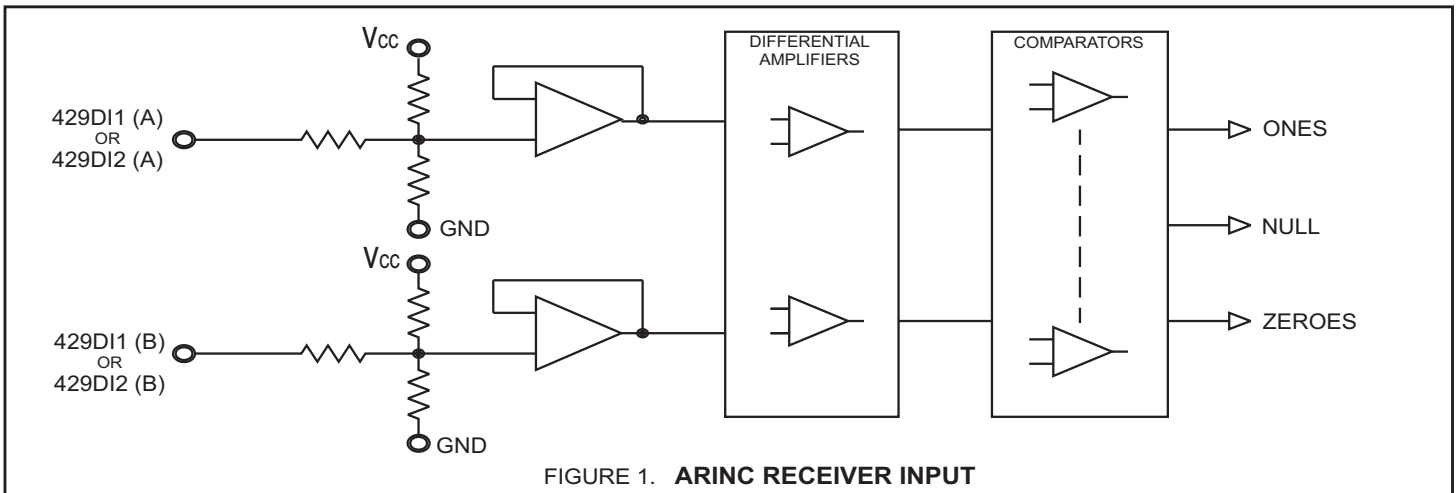 DIFFERENTIAL
AMPLIFIERS
COMPARATORS
VCC
429DI1 (A)
OR
429DI2 (A)
GND
ONES
NULL
ZEROES
VCC
429DI1 (B)
OR
429DI2 (B)
GND
FIGURE 1. ARINC RECEIVER INPUT